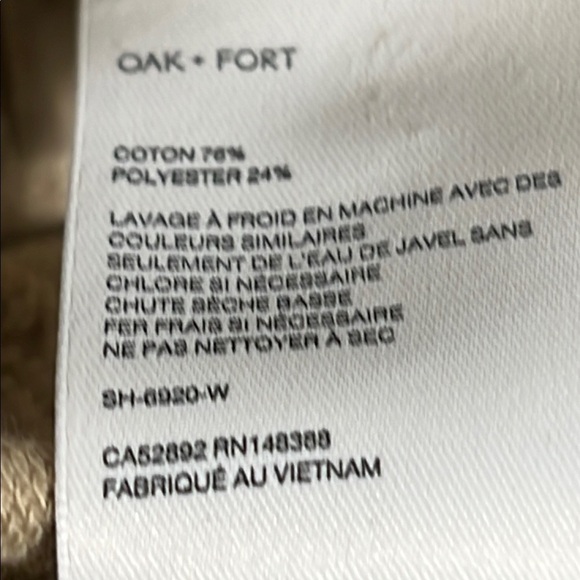 OAK + FORT
COTON 76%
POLYESTER 24%
LAVAGE À FROID EN MACHINE AVEC DES
COULEURS SIMILAIRES
SEULEMENT DE L'EAU DE JAVEL SANS
CHLORE SI NÉCESSAIRE
CHUTE SÈCHE BASSE
FER FRAIS SI NÉCESSAIRE
NE PAS NETTOYER À SEC
SH-6920-W
CA52892 RN148388
FABRIQUÉ AU VIETNAM